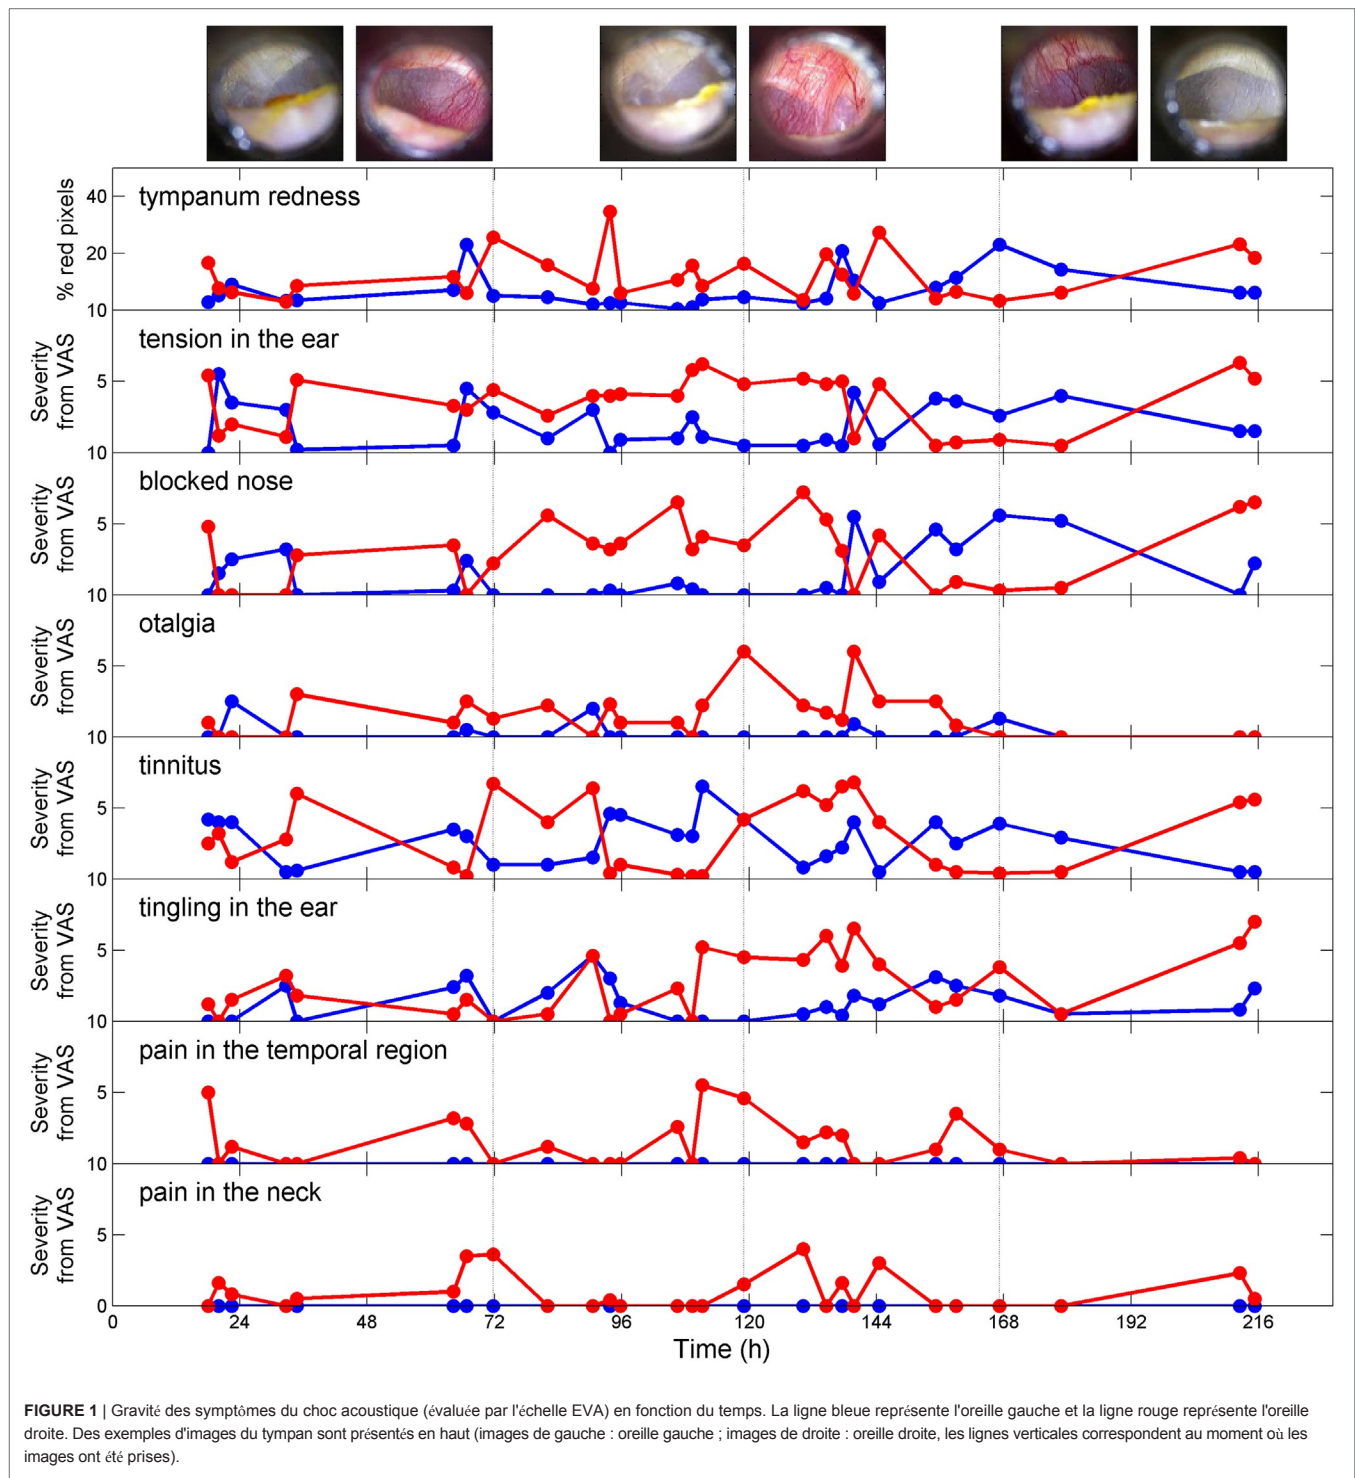 % red pixels
40
20
10
tympanum redness
Severity
from VAS
5
10
tension in the ear
Severity
from VAS
5
10
blocked nose
Severity
from VAS
5
10
otalgia
Severity
from VAS
5
10
tinnitus
Severity
from VAS
5
10
tingling in the ear
Severity
from VAS
5
10
pain in the temporal region
Severity
from VAS
5
0
pain in the neck
0 24 48 72 96 120 144 168 192 216
Time (h)
FIGURE 1 | Gravité des symptômes du choc acoustique (évaluée par l'échelle EVA) en fonction du temps. La ligne bleue représente l'oreille gauche et la ligne rouge représente l'oreille
droite. Des exemples d'images du tympan sont présentés en haut (images de gauche : oreille gauche ; images de droite : oreille droite, les lignes verticales correspondent au moment où les
images ont été prises).